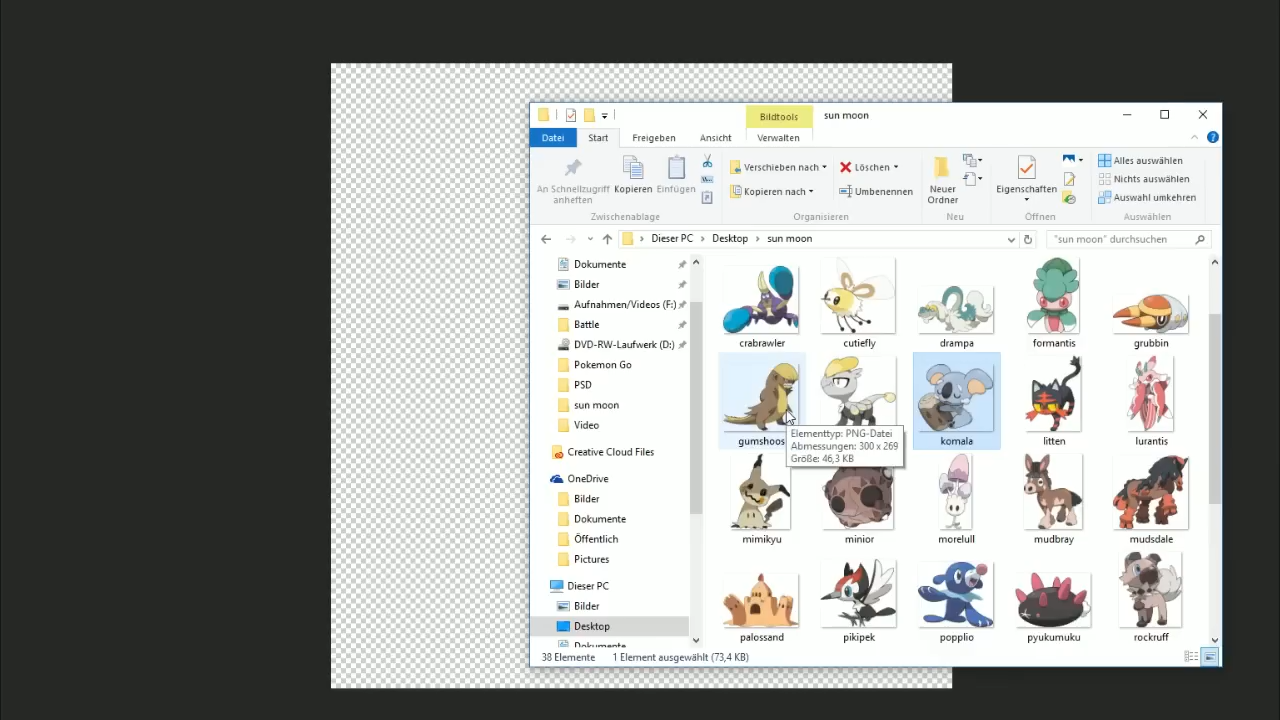 Bildtools
sun moon
Datei
Start
Freigeben
Ansicht
Verwalten
An Schnellzugriff
anheften
Kopieren
Einfügen
Zwischenablage
Verschieben nach
Kopieren nach
Löschen
Umbenennen
Organisieren
Neuer
Ordner
Neu
Eigenschaften
Öffnen
Alles auswählen
Nichts auswählen
Auswahl umkehren
Auswählen
Dieser PC
Desktop
sun moon
"sun moon" durchsuchen
Dokumente
Bilder
Aufnahmen/Videos (F:)
Battle
DVD-RW-Laufwerk (D:)
Pokemon Go
PSD
sun moon
Video
Creative Cloud Files
OneDrive
Bilder
Dokumente
Öffentlich
Pictures
Dieser PC
Bilder
Desktop
Dokumente
crabrawler
cutiefly
drampa
formantis
grubbin
gumshoos
komala
litten
lurantis
Elementtyp: PNG-Datei
Abmessungen: 300 x 269
Größe: 46,3 KB
mimikyu
minior
morelull
mudbray
mudsdale
palossand
pikipek
popplio
pyukumuku
rockruff
38 Elemente
1 Element ausgewählt (73,4 KB)